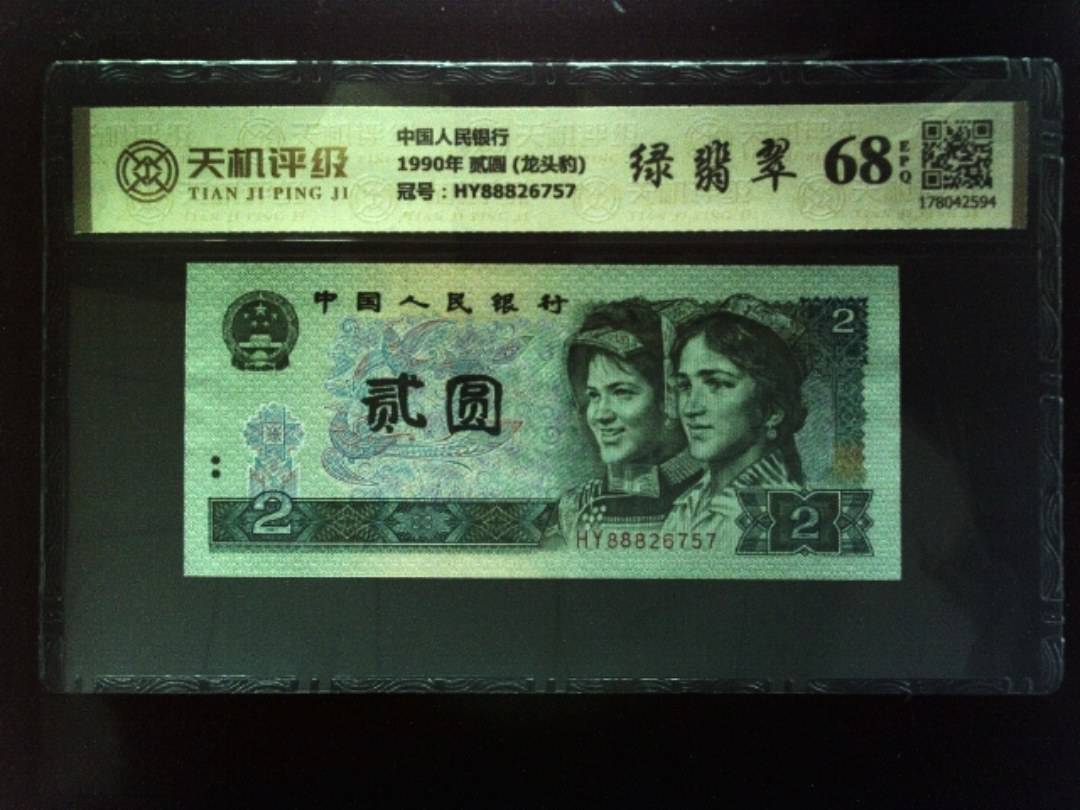 天机评级
TIAN JI PING JI
中国人民银行
1990年 贰圆 (龙头豹)
冠号：HY88826757
绿翡翠
68
EPQ
178042594
中国人民银行
2
贰圆
2
HY88826757
2